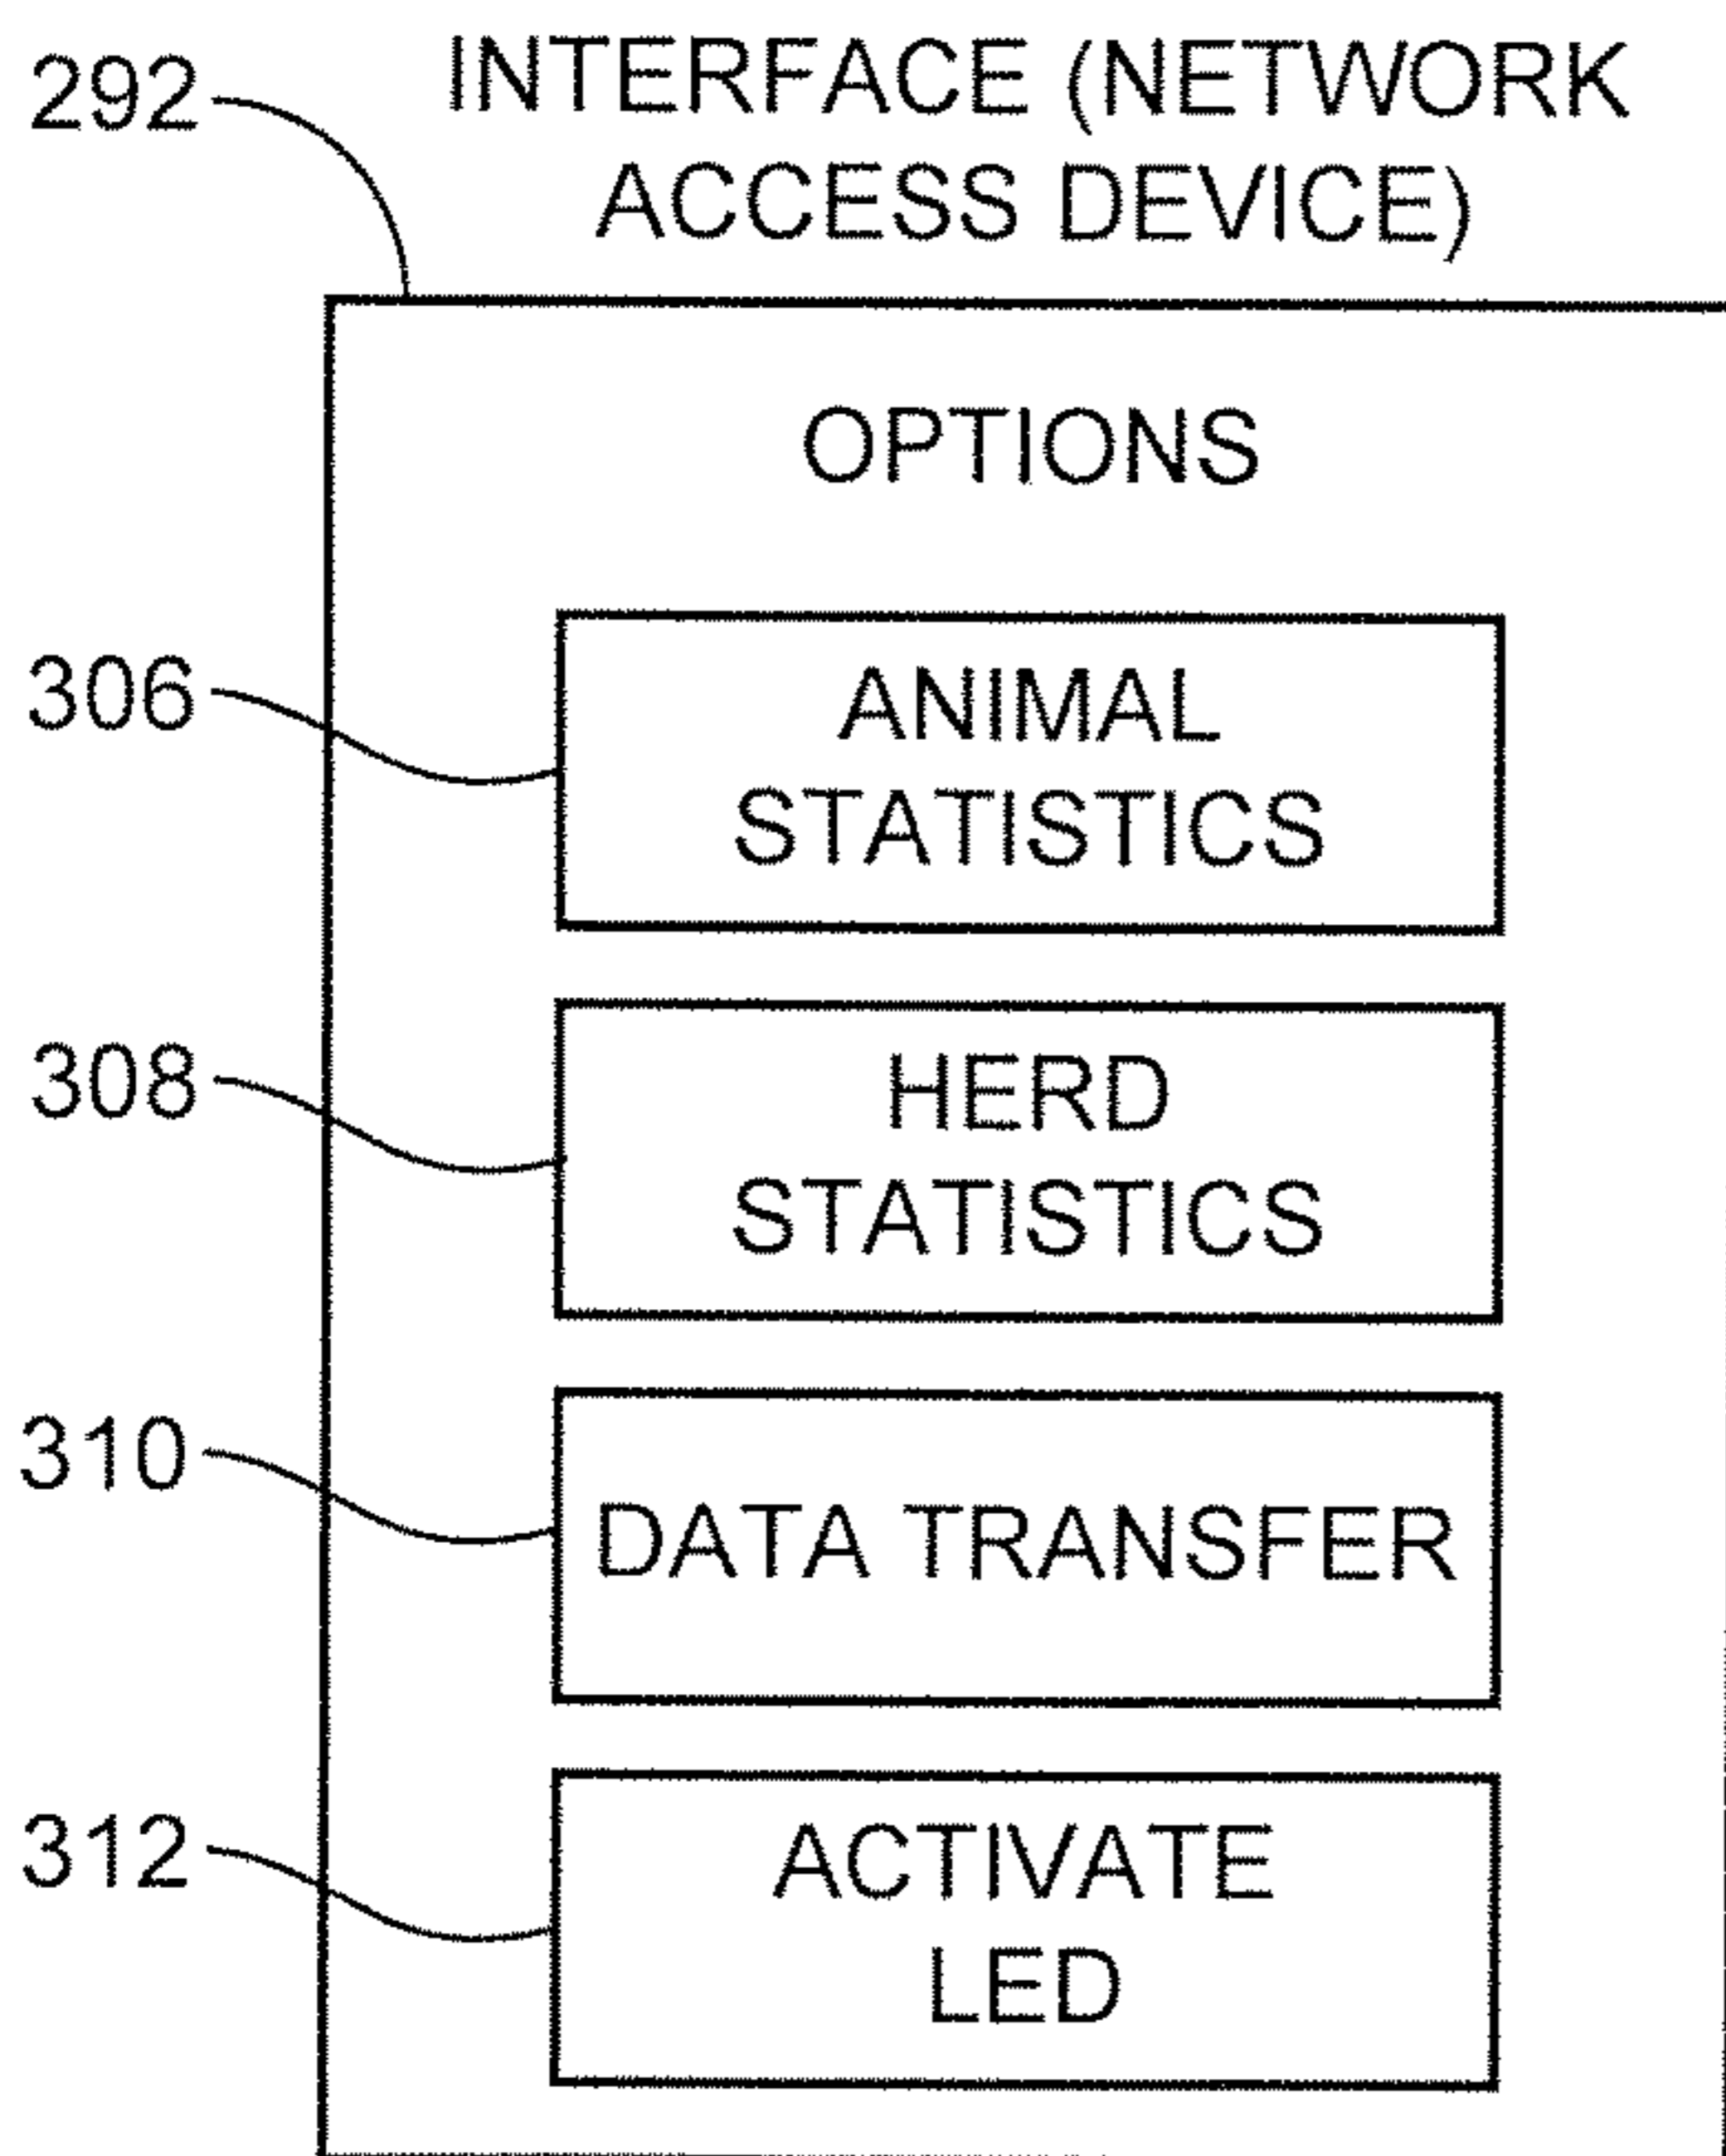 292
INTERFACE (NETWORK
ACCESS DEVICE)
OPTIONS
306
ANIMAL
STATISTICS
308
HERD
STATISTICS
310
DATA TRANSFER
312
ACTIVATE
LED